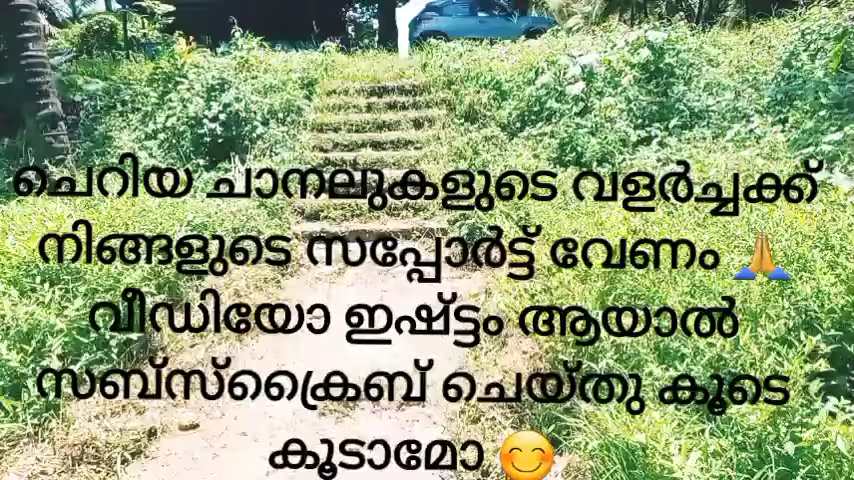 ചെറിയ ചാനലുകളുടെ വളർച്ചക്ക്
നിങ്ങളുടെ സപ്പോർട്ട് വേണം 🙏
വീഡിയോ ഇഷ്ട്ടം ആയാൽ
സബ്സ്ക്രൈബ് ചെയ്തു കൂടെ
കൂടാമോ 😊